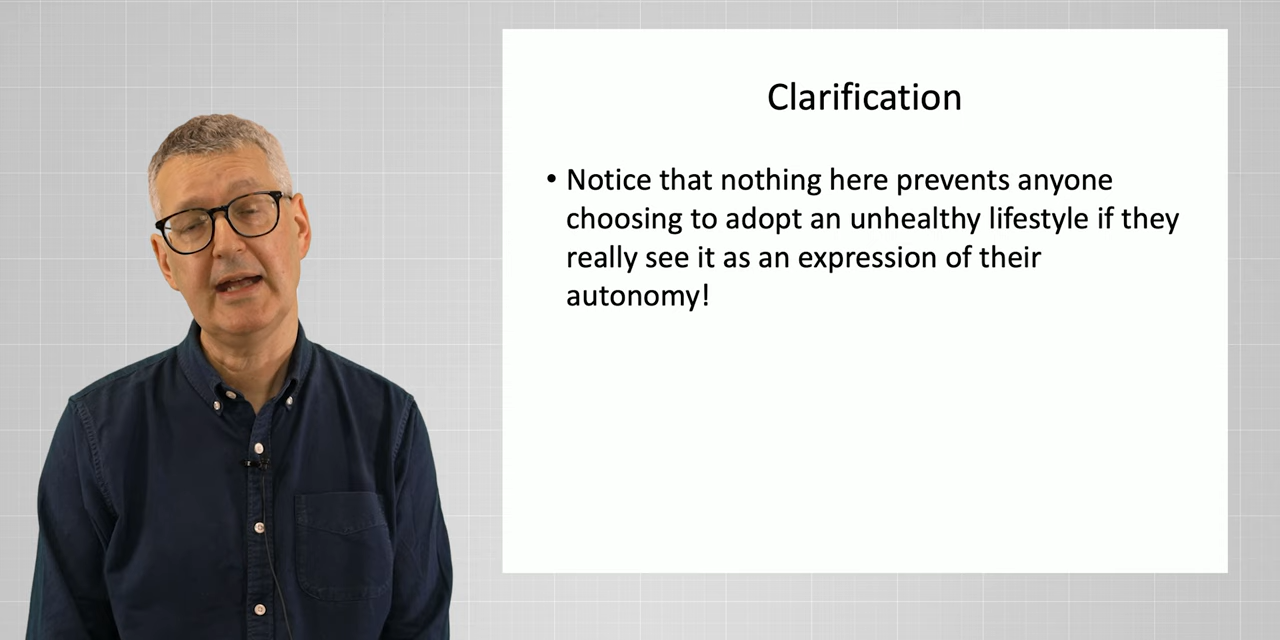 Clarification
• Notice that nothing here prevents anyone
choosing to adopt an unhealthy lifestyle if they
really see it as an expression of their
autonomy!